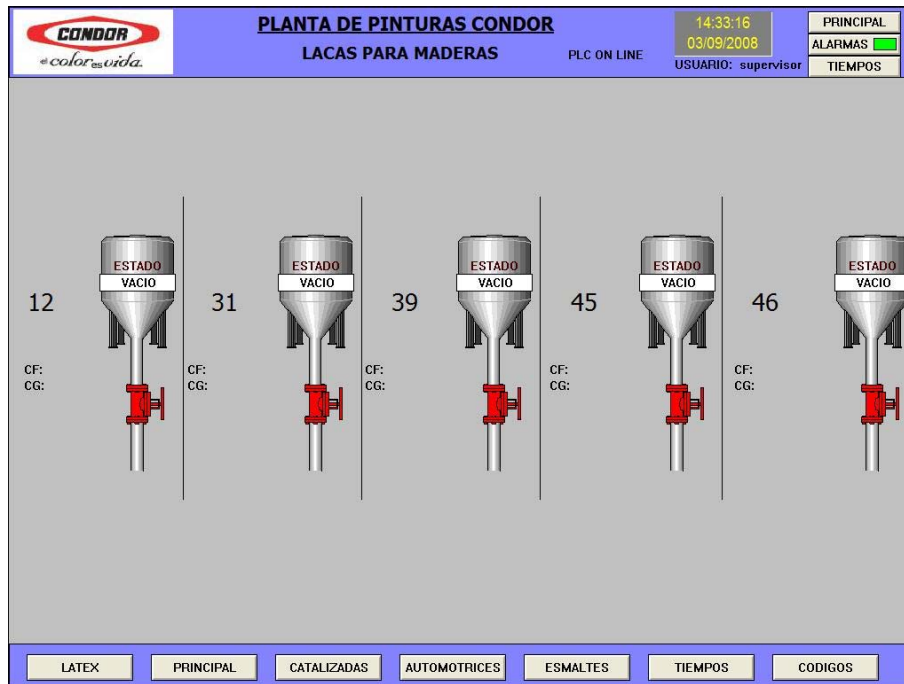 CONDOR
el color es vida.
PLANTA DE PINTURAS CONDOR
LACAS PARA MADERAS
PLC ON LINE
14:33:16
03/09/2008
USUARIO: supervisor
PRINCIPAL
ALARMAS
TIEMPOS
12
ESTADO
VACIO
CF:
CG:
31
ESTADO
VACIO
CF:
CG:
39
ESTADO
VACIO
CF:
CG:
45
ESTADO
VACIO
CF:
CG:
46
ESTADO
VACIO
CF:
CG:
LATEX
PRINCIPAL
CATALIZADAS
AUTOMOTRICES
ESMALTES
TIEMPOS
CODIGOS